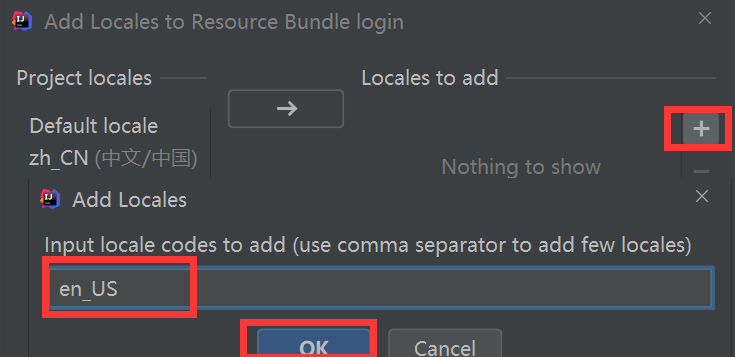 Add Locales to Resource Bundle login
Project locales
Locales to add
Default locale
zh_CN (中文/中国)
Nothing to show
Add Locales
Input locale codes to add (use comma separator to add few locales)
en_US
OK
Cancel